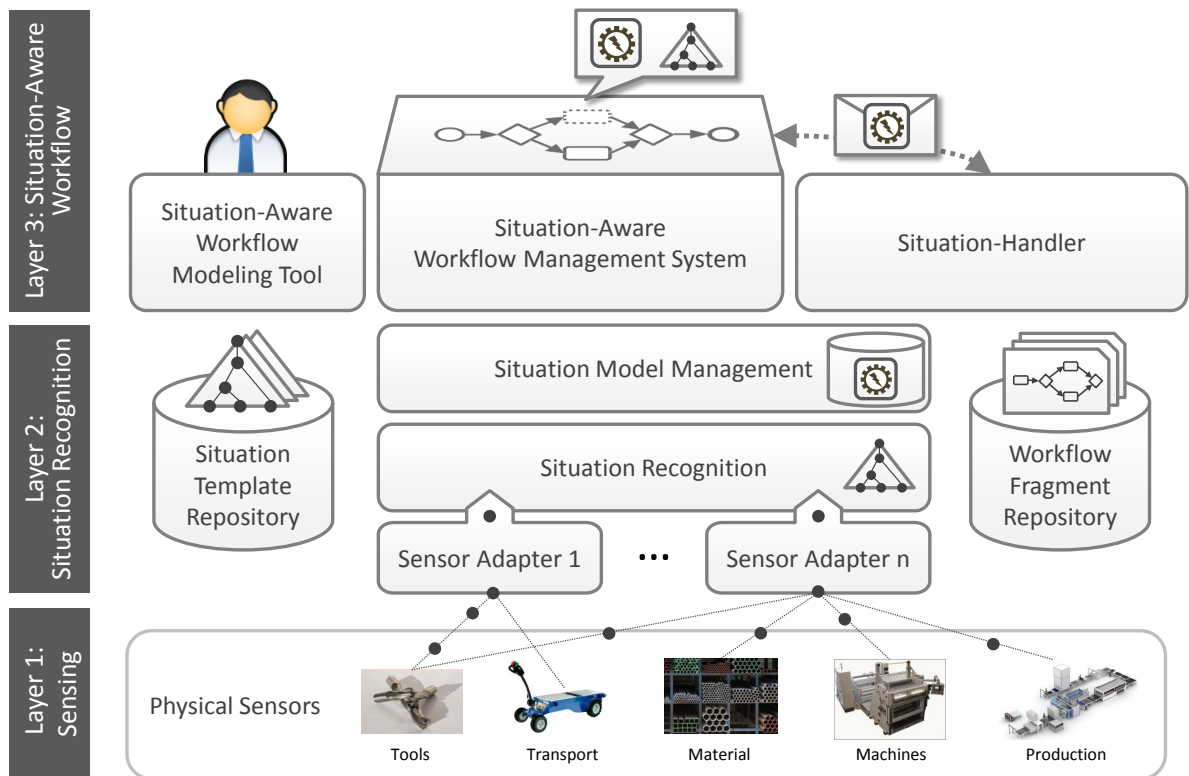 Layer 3: Situation-Aware
Workflow
Situation-Aware
Workflow
Modeling Tool
Situation-Aware
Workflow Management System
Situation-Handler
Layer 2:
Situation Recognition
Situation
Template
Repository
Situation Model Management
Situation Recognition
Sensor Adapter 1
...
Sensor Adapter n
Workflow
Fragment
Repository
Layer 1:
Sensing
Physical Sensors
Tools
Transport
Material
Machines
Production